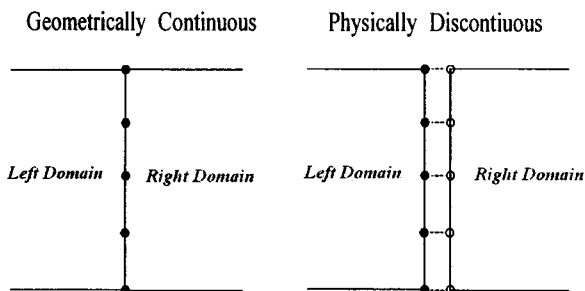 Geometrically Continuous
Physically Discontiuous
Left Domain
Right Domain
Left Domain
Right Domain